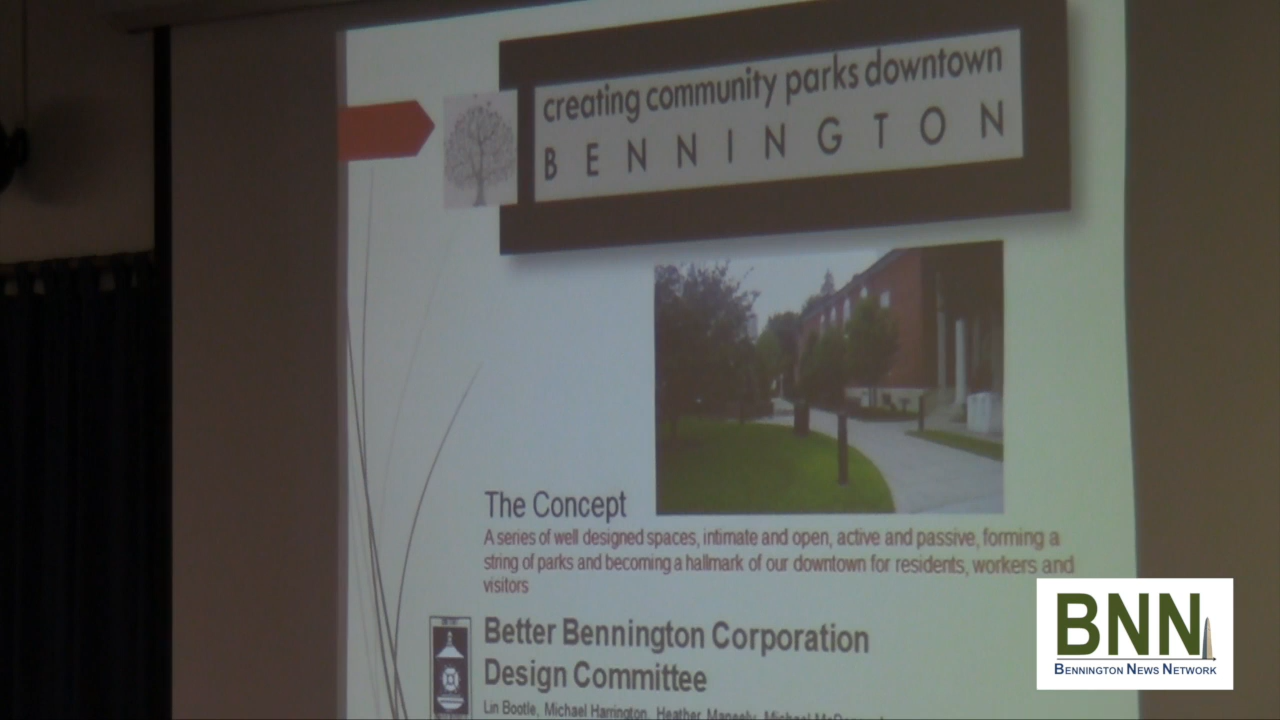 creating community parks downtown
BENNINGTON
The Concept
A series of well designed spaces, intimate and open, active and passive, forming a
string of parks and becoming a hallmark of our downtown for residents, workers and
visitors
Better Bennington Corporation
Design Committee
Lin Bootle, Michael Harrington, Heather Maneely, Michael
BNN
BENNINGTON NEWS NETWORK